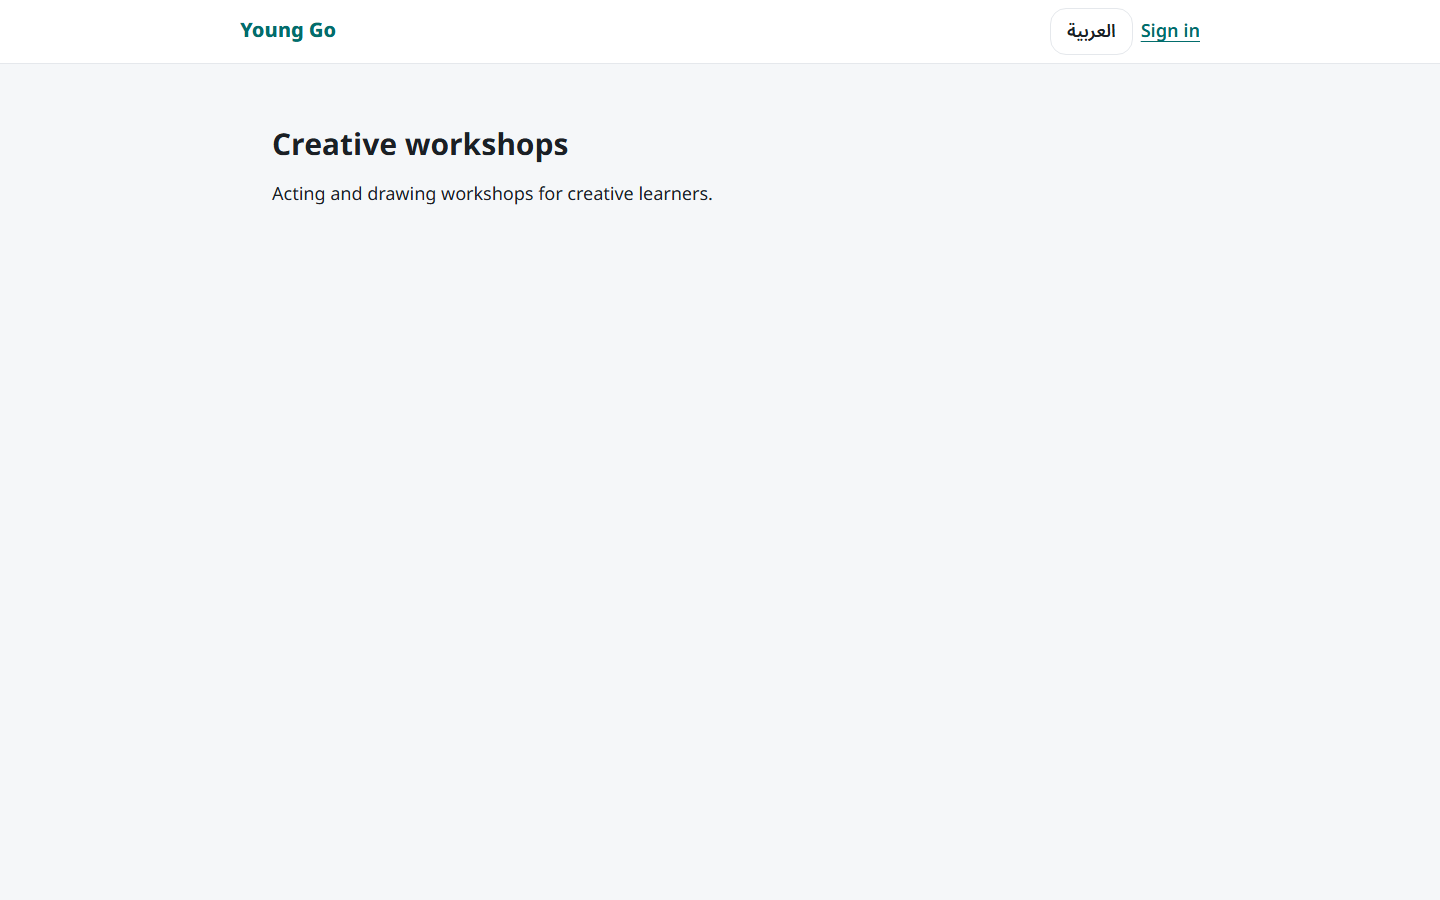 Young Go
العربية
Sign in
Creative workshops
Acting and drawing workshops for creative learners.